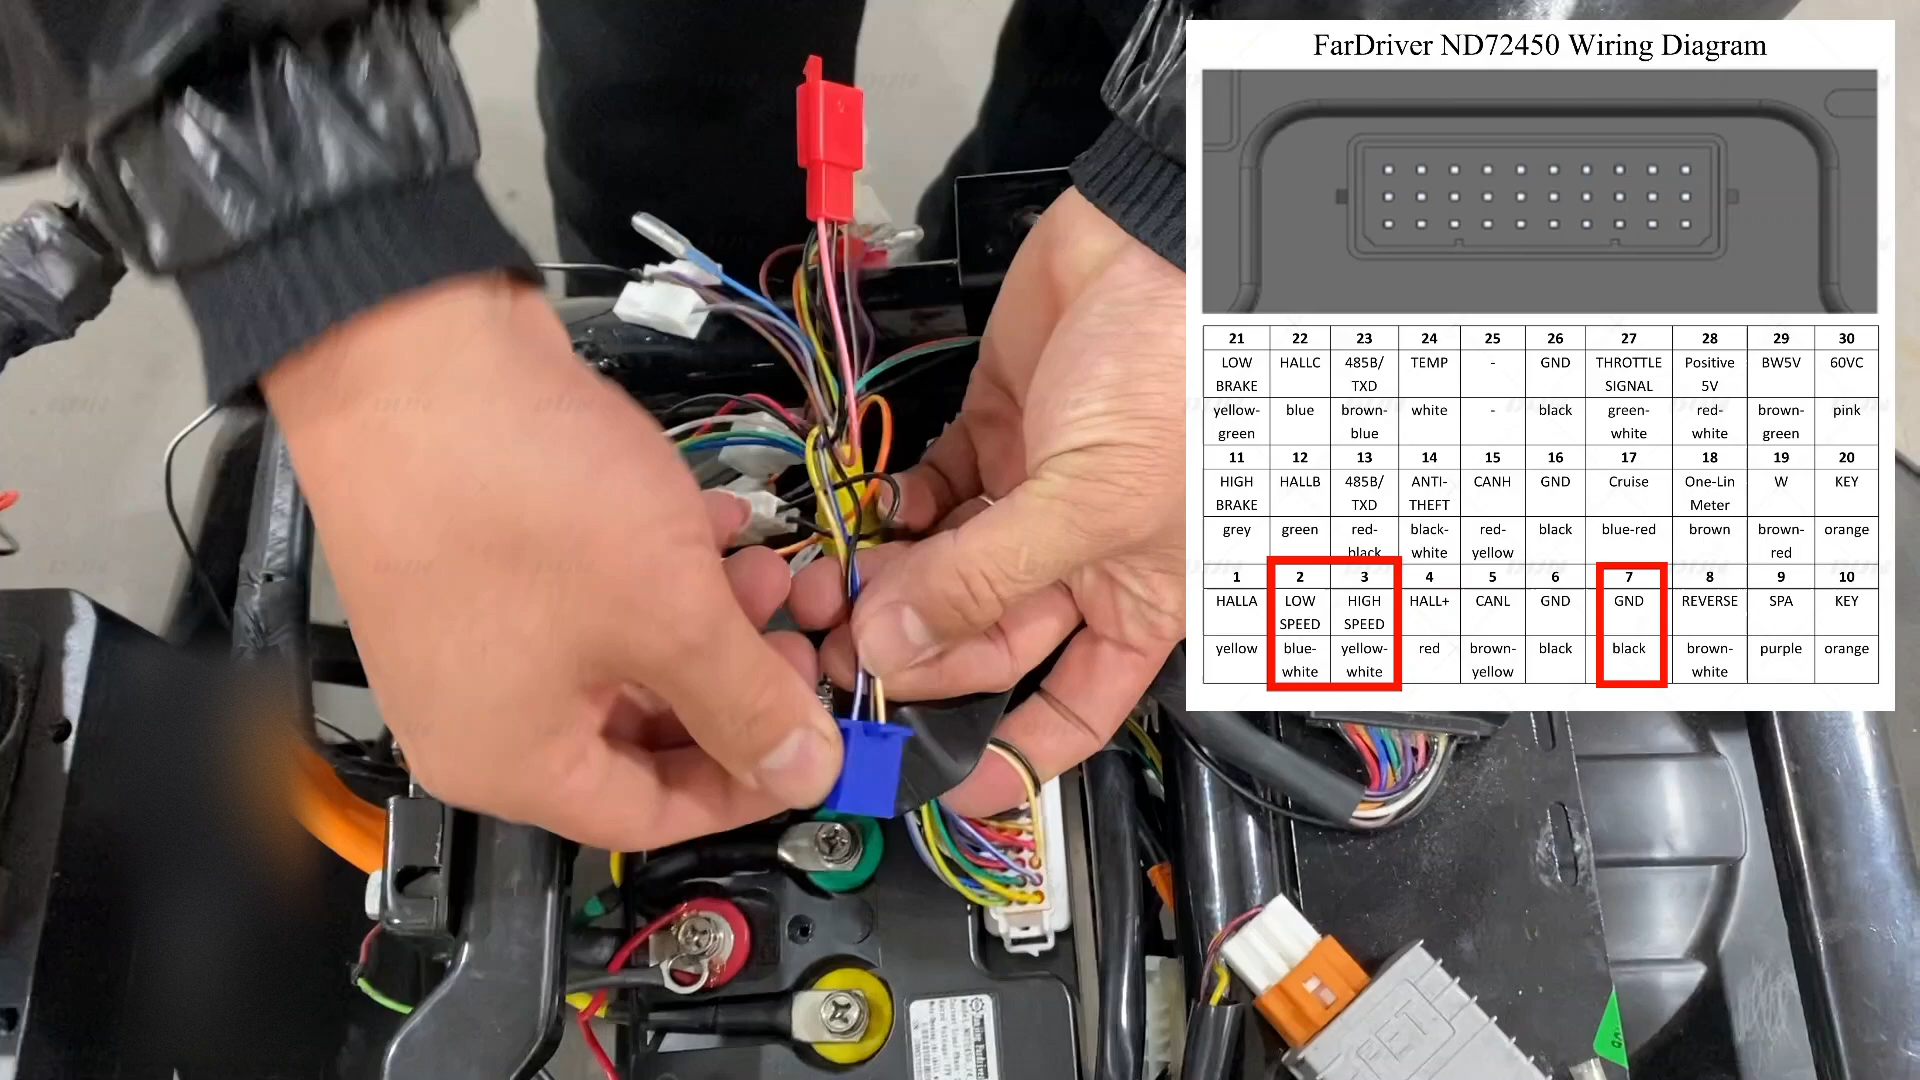 FarDriver ND72450 Wiring Diagram
21 22 23 24 25 26 27 28 29 30
LOW HALLC 485B/ TEMP - GND THROTTLE Positive BW5V 60VC
BRAKE TXD SIGNAL 5V
yellow- blue brown- white - black green- red- brown- pink
green blue white white green
11 12 13 14 15 16 17 18 19 20
HIGH HALLB 485B/ ANTI- CANH GND Cruise One-Lin W KEY
BRAKE TXD THEFT Meter
grey green red- black- red- black blue-red brown brown- orange
black white yellow red
1 2 3 4 5 6 7 8 9 10
HALLA LOW HIGH HALL+ CANL GND GND REVERSE SPA KEY
SPEED SPEED
yellow blue- yellow- red brown- black black brown- purple orange
white white yellow white